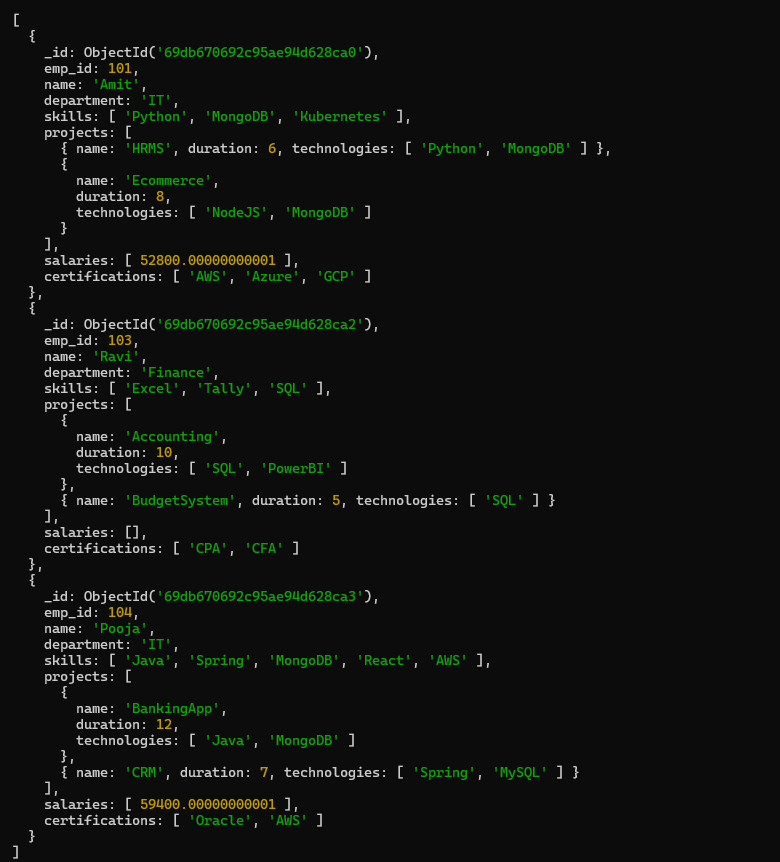 [
  {
    _id: ObjectId('69db670692c95ae94d628ca0'),
    emp_id: 101,
    name: 'Amit',
    department: 'IT',
    skills: [ 'Python', 'MongoDB', 'Kubernetes' ],
    projects: [
      { name: 'HRMS', duration: 6, technologies: [ 'Python', 'MongoDB' ] },
      {
        name: 'Ecommerce',
        duration: 8,
        technologies: [ 'NodeJS', 'MongoDB' ]
      }
    ],
    salaries: [ 52800.00000000001 ],
    certifications: [ 'AWS', 'Azure', 'GCP' ]
  },
  {
    _id: ObjectId('69db670692c95ae94d628ca2'),
    emp_id: 103,
    name: 'Ravi',
    department: 'Finance',
    skills: [ 'Excel', 'Tally', 'SQL' ],
    projects: [
      {
        name: 'Accounting',
        duration: 10,
        technologies: [ 'SQL', 'PowerBI' ]
      },
      { name: 'BudgetSystem', duration: 5, technologies: [ 'SQL' ] }
    ],
    salaries: [],
    certifications: [ 'CPA', 'CFA' ]
  },
  {
    _id: ObjectId('69db670692c95ae94d628ca3'),
    emp_id: 104,
    name: 'Pooja',
    department: 'IT',
    skills: [ 'Java', 'Spring', 'MongoDB', 'React', 'AWS' ],
    projects: [
      {
        name: 'BankingApp',
        duration: 12,
        technologies: [ 'Java', 'MongoDB' ]
      },
      { name: 'CRM', duration: 7, technologies: [ 'Spring', 'MySQL' ] }
    ],
    salaries: [ 59400.00000000001 ],
    certifications: [ 'Oracle', 'AWS' ]
  }
]